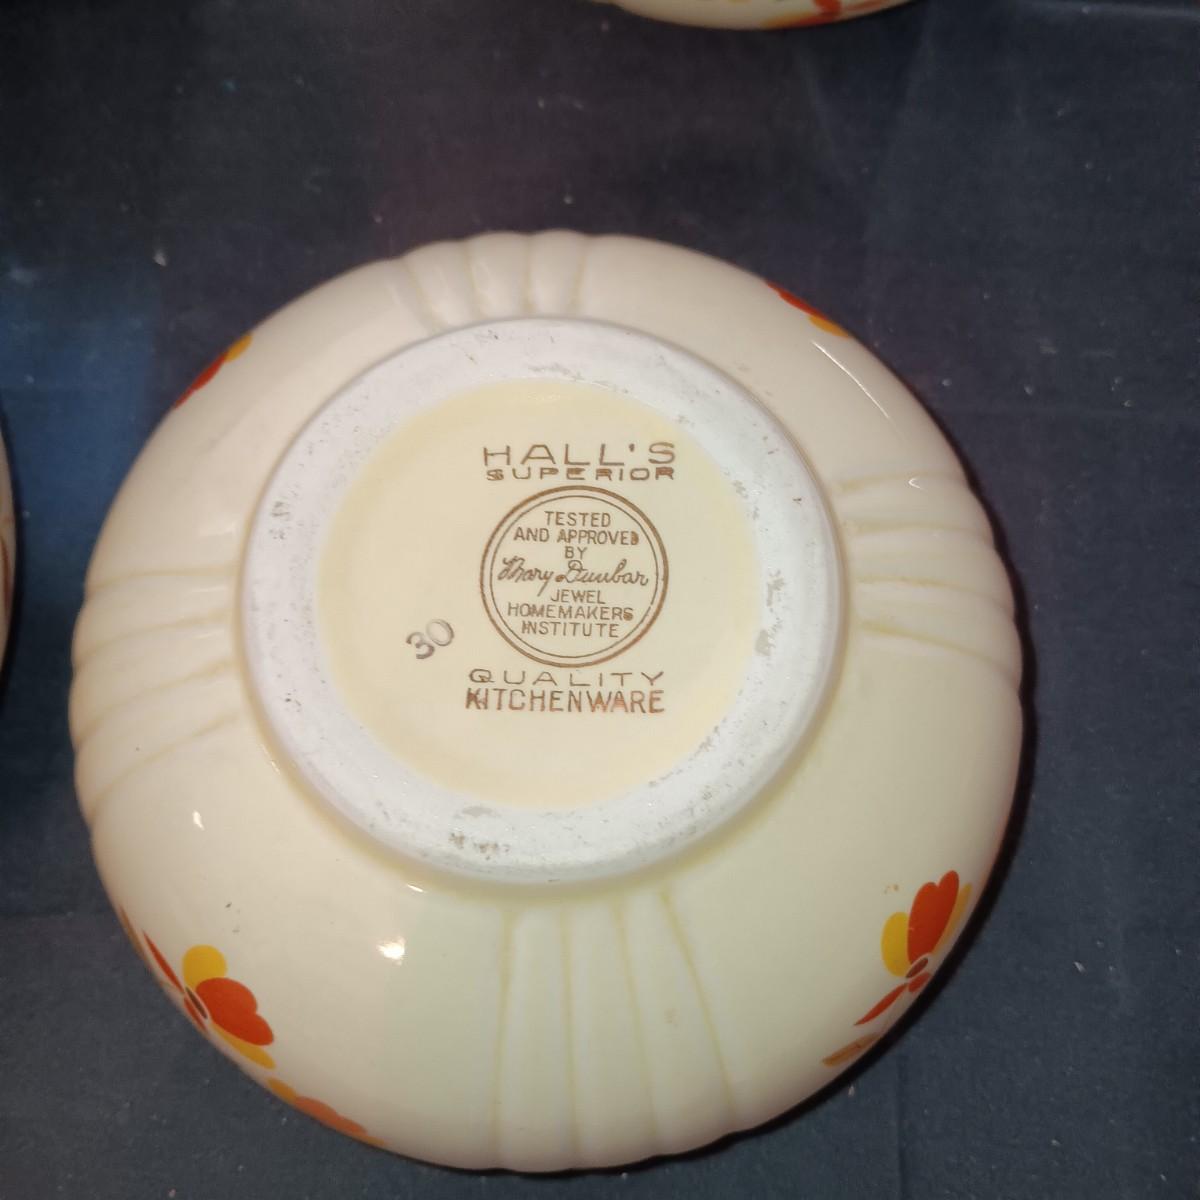 HALL'S
SUPERIOR
TESTED
AND APPROVED
BY
Mary Dunbar
JEWEL
HOMEMAKERS
INSTITUTE
30
QUALITY
KITCHENWARE